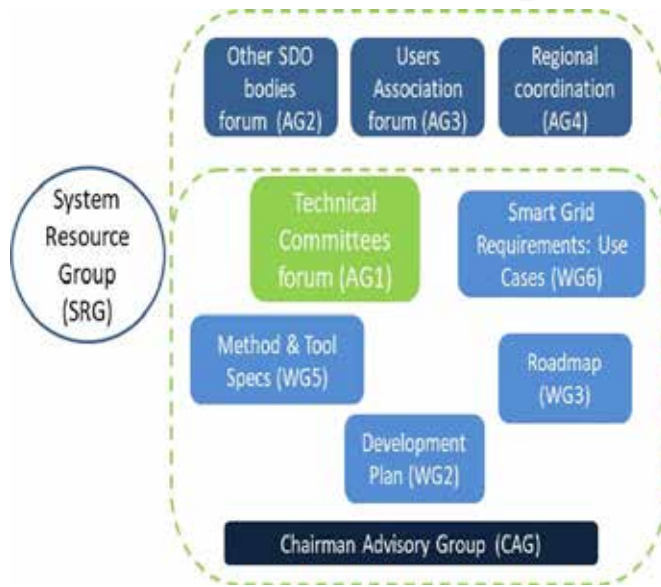 Other SDO
bodies
forum (AG2)
Users
Association
forum (AG3)
Regional
coordination
(AG4)
System
Resource
Group
(SRG)
Technical
Committees
forum (AG1)
Smart Grid
Requirements: Use
Cases (WG6)
Method & Tool
Specs (WG5)
Roadmap
(WG3)
Development
Plan (WG2)
Chairman Advisory Group (CAG)